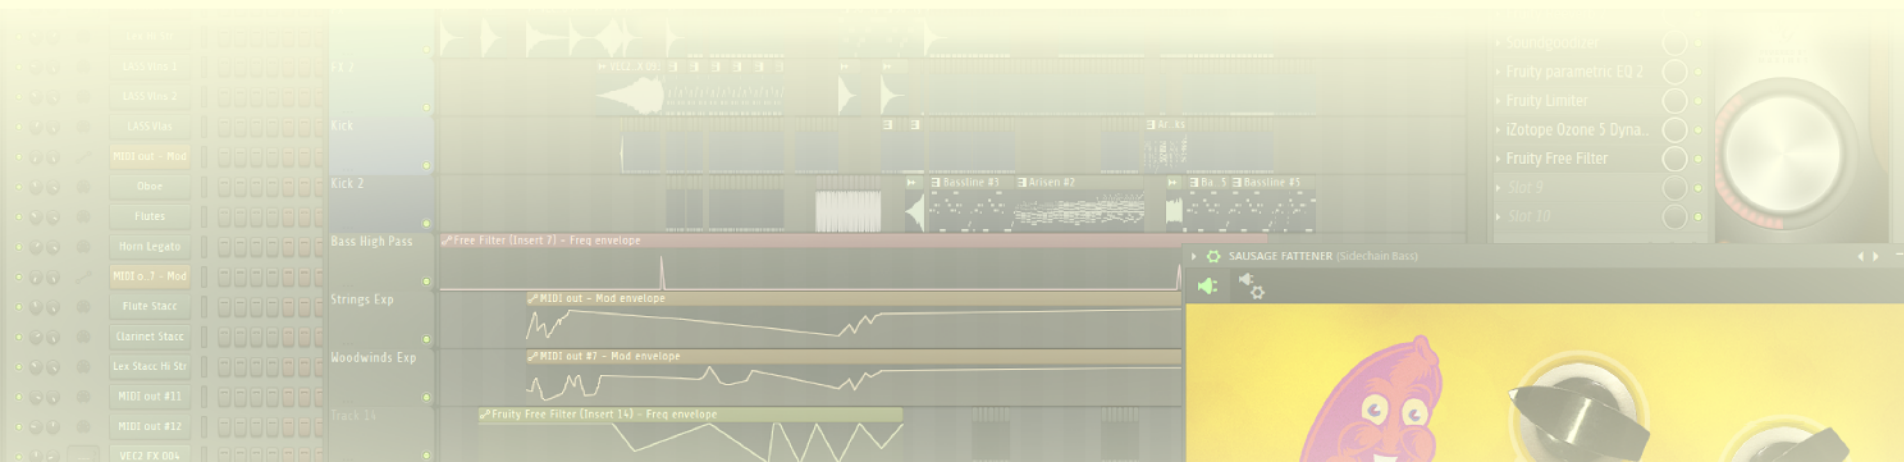 Lex Hi Str
LASS Vlns 1
LASS Vlns 2
LASS Vlas
MIDI out - Mod
Oboe
Flutes
Horn Legato
MIDI o..7 - Mod
Flute Stacc
Clarinet Stacc
Lex Stacc Hi Str
MIDI out #11
MIDI out #12
VEC2 FX 004
Kick
Kick 2
Bass High Pass
Strings Exp
Woodwinds Exp
Track 14
Ar..ks
Bassline #3
Arisen #2
Ba.. 5
Bassline #5
Free Filter (Insert 7) - Freq envelope
MIDI out - Mod envelope
MIDI out #7 - Mod envelope
Fruity Free Filter (Insert 14) - Freq envelope
Soundgoodizer
Fruity parametric EQ 2
Fruity Limiter
iZotope Ozone 5 Dyna..
Fruity Free Filter
Slot 9
Slot 10
SAUSAGE FATTENER (Sidechain Bass)